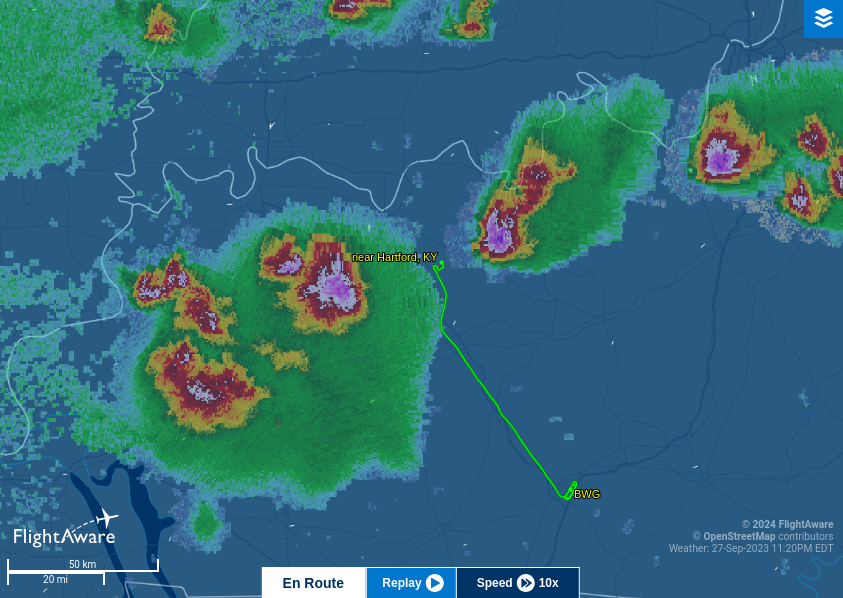 near Hartford, KY
BWG
FlightAware
50 km
20 mi
© 2024 FlightAware
© OpenStreetMap contributors
Weather: 27-Sep-2023 11:20PM EDT
En Route
Replay
Speed 10x